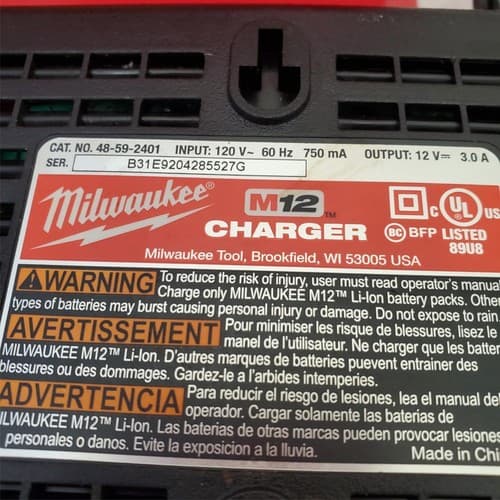 CAT. NO. 48-59-2401 INPUT: 120 V~ 60 Hz 750 mA OUTPUT: 12 V⎓ 3.0 A
SER. B31E9204285527G
Milwaukee M12™ C UL US
CHARGER BC BFP LISTED
89U8
Milwaukee Tool, Brookfield, WI 53005 USA
WARNING To reduce the risk of injury, user must read operator's manual
Charge only MILWAUKEE M12™ Li-Ion battery packs. Other
types of batteries may burst causing personal injury or damage. Do not expose to rain.
AVERTISSEMENT Pour minimiser les risque de blessures, lisez le
manel de l'utilisateur. Ne charger que les batter
MILWAUKEE M12™ Li-Ion. D'autres marques de batteries puevent entrainer des
blessures ou des dommages. Gardez-le a l'arbides intemperies.
ADVERTENCIA Para reducir el riesgo de lesiones, lea el manual del
operador. Cargar solamente las baterias de
MILWAUKEE M12™ Li-Ion. Las baterias de otras marcas pueden provocar lesiones
personales o danos. Evite la exposicion a la lluvia. Made in Chi